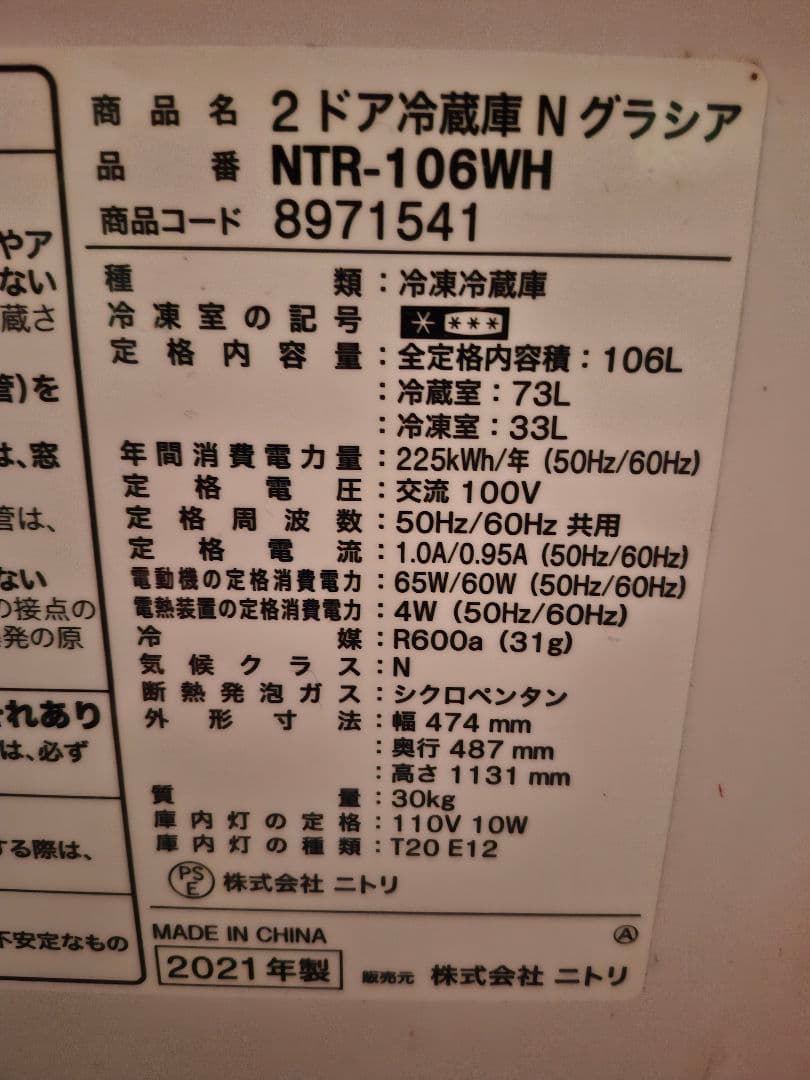 商品名 2ドア冷蔵庫 N グラシア
品番 NTR-106WH
商品コード 8971541
種類：冷凍冷蔵庫
冷凍室の記号 * ***
定格内容量：全定格内容積：106L
：冷蔵室：73L
：冷凍室：33L
年間消費電力量：225kWh/年 (50Hz/60Hz)
定格電圧：交流 100V
定格周波数：50Hz/60Hz 共用
定格電流：1.0A/0.95A (50Hz/60Hz)
電動機の定格消費電力：65W/60W (50Hz/60Hz)
電熱装置の定格消費電力：4W (50Hz/60Hz)
冷媒：R600a (31g)
気候クラス：N
断熱発泡ガス：シクロペンタン
外形寸法：幅 474 mm
：奥行 487 mm
：高さ 1131 mm
質量：30kg
庫内灯の定格：110V 10W
庫内灯の種類：T20 E12
PSE 株式会社 ニトリ
MADE IN CHINA Ⓐ
2021年製 販売元 株式会社 ニトリ
やア
ない
蔵さ
管)を
は、窓
管は、
ない
の接点の
発の原
それあり
は、必ず
する際は、
不安定なもの